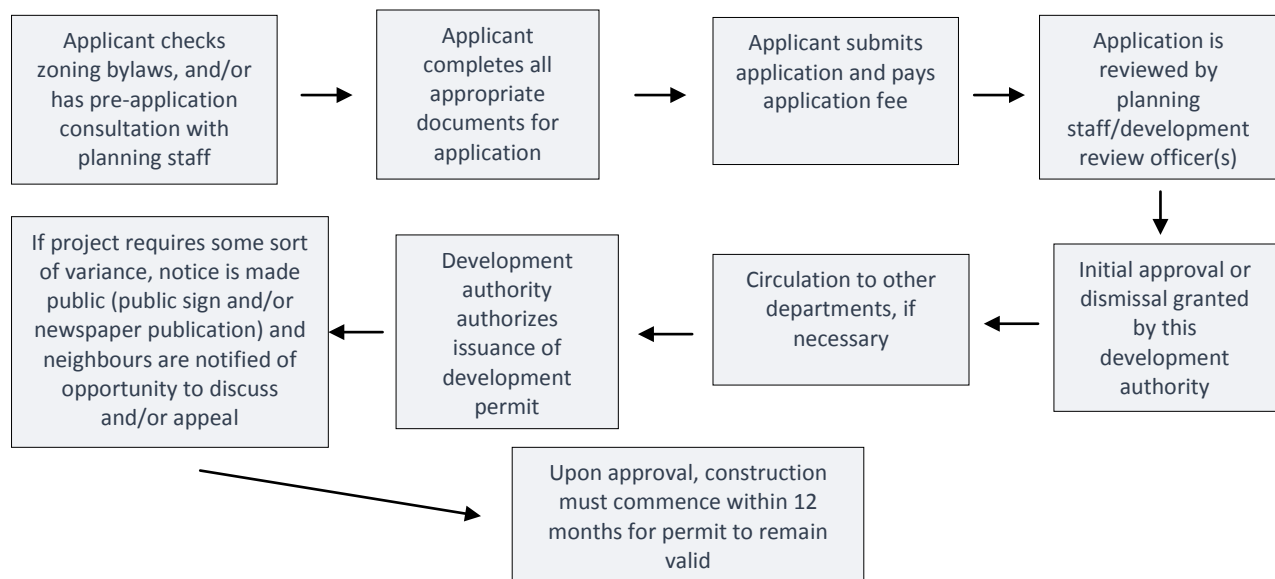 Applicant checks
zoning bylaws, and/or
has pre-application
consultation with
planning staff
Applicant
completes all
appropriate
documents for
application
Applicant submits
application and pays
application fee
Application is
reviewed by
planning
staff/development
review officer(s)
Initial approval or
dismissal granted
by this
development
authority
Circulation to other
departments, if
necessary
Development
authority
authorizes
issuance of
development
permit
If project requires some sort
of variance, notice is made
public (public sign and/or
newspaper publication) and
neighbours are notified of
opportunity to discuss
and/or appeal
Upon approval, construction
must commence within 12
months for permit to remain
valid